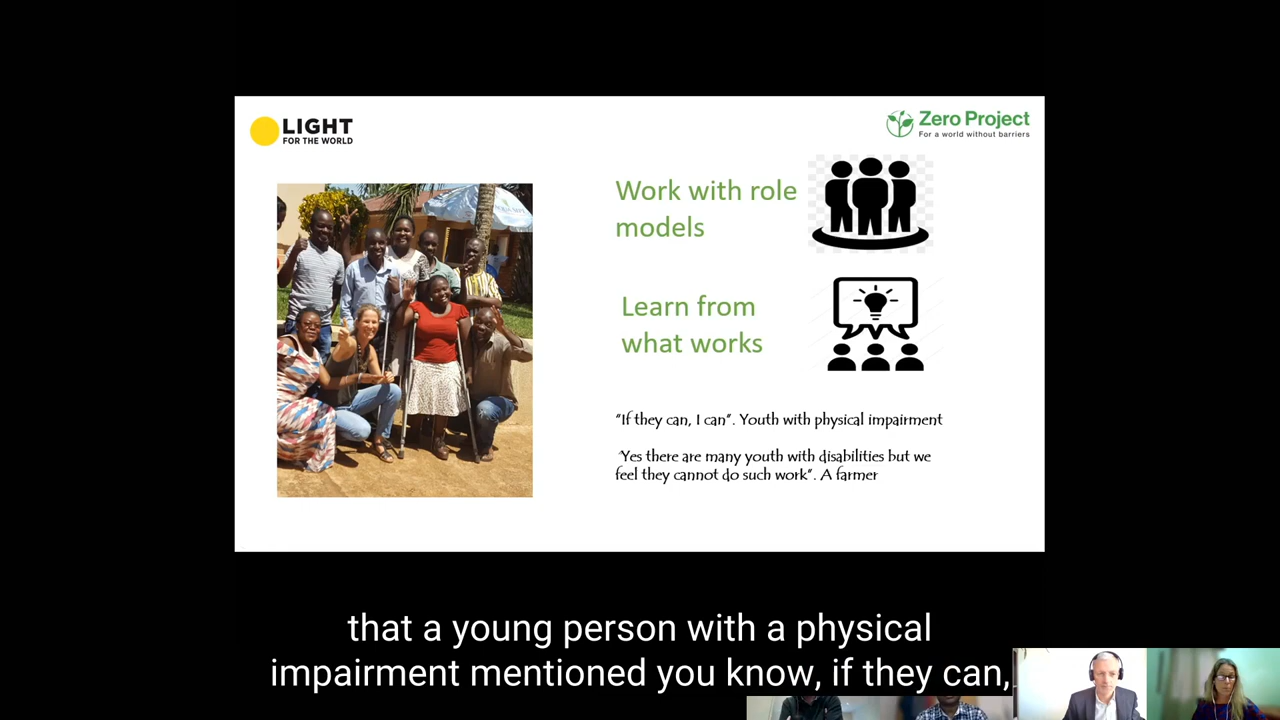 LIGHT
FOR THE WORLD
Zero Project
For a world without barriers
Work with role
models
Learn from
what works
"If they can, I can". Youth with physical impairment
"Yes there are many youth with disabilities but we
feel they cannot do such work". A farmer
that a young person with a physical
impairment mentioned you know, if they can,